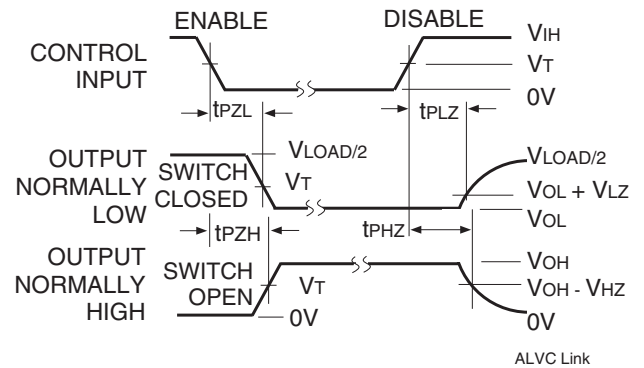 ENABLE DISABLE
CONTROL INPUT
VIH
VT
0V
tPZL tPLZ
OUTPUT NORMALLY LOW
SWITCH CLOSED
VLOAD/2
VT
VLOAD/2
VOL + VLZ
VOL
tPZH tPHZ
OUTPUT NORMALLY HIGH
SWITCH OPEN
VT
0V
VOH
VOH - VHZ
0V
ALVC Link